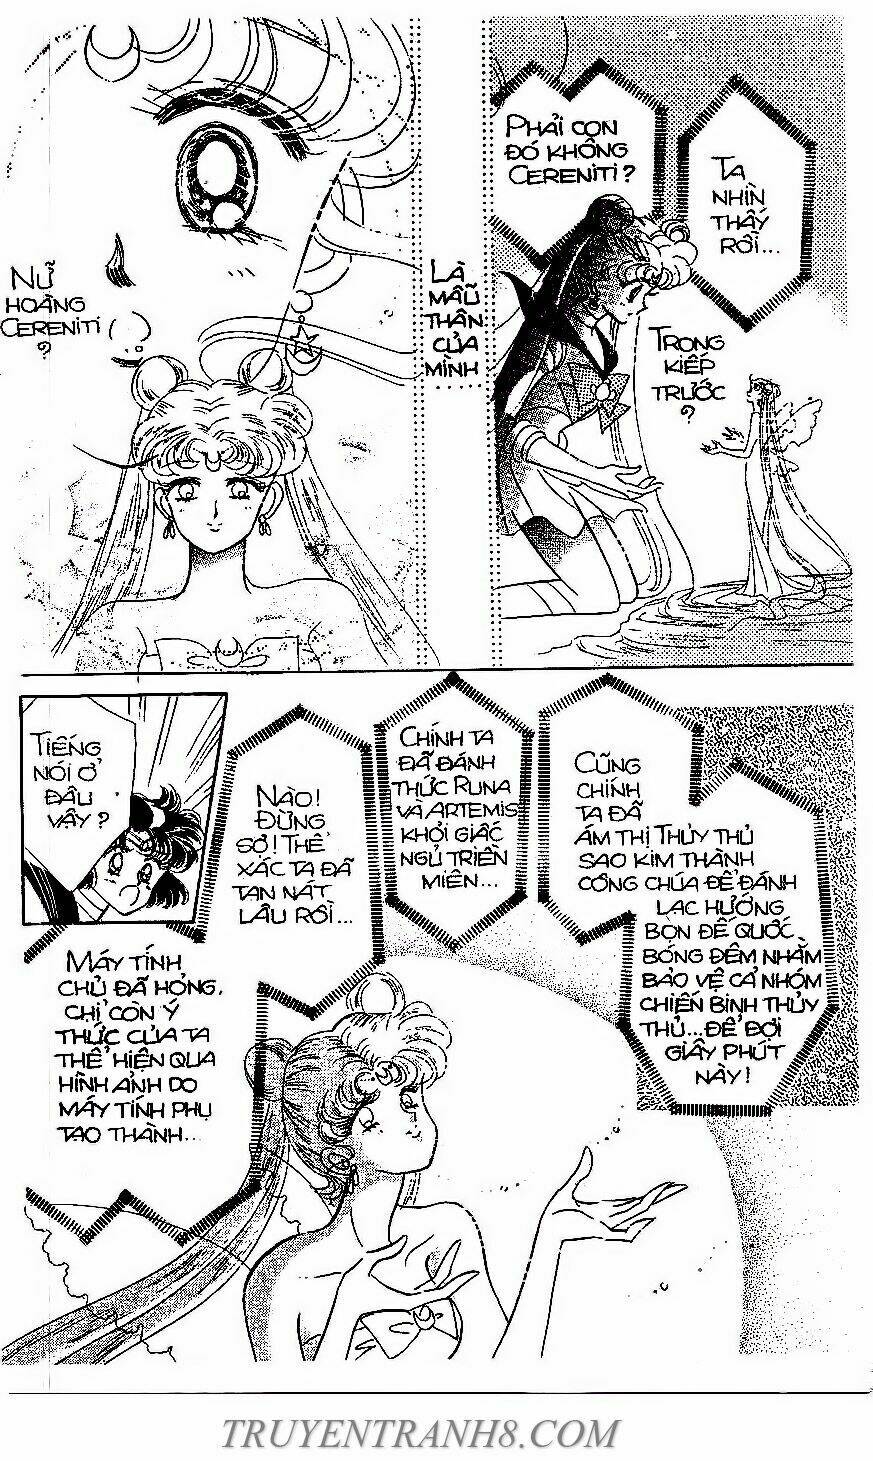 PHẢI CON
ĐÓ KHÔNG
CERENITI?
TA
NHÌN
THẤY
RỒI...
NỮ
HOÀNG
CERENITI
?
LÀ
MẪU
THÂN
CỦA
MÌNH
TRONG
KIẾP
TRƯỚC
?
TIẾNG
NÓI Ở
ĐÂU
VẬY?
NÀO!
ĐỪNG
SỢ! THỂ
XÁC TA ĐÃ
TAN NÁT
LÂU RỒI...
CHÍNH TA
ĐÃ ĐÁNH
THỨC RUNA
VÀ ARTEMIS
KHỎI GIẤC
NGỦ TRIỀN
MIÊN...
CŨNG
CHÍNH
TA ĐÃ
ÁM THỊ THỦY THỦ
SAO KIM THÀNH
CÔNG CHÚA ĐỂ ĐÁNH
LẠC HƯỚNG
BỌN ĐẾ QUỐC
BÓNG ĐÊM NHẰM
BẢO VỆ CẢ NHÓM
CHIẾN BINH THỦY
THỦ... ĐỂ ĐỢI
GIÂY PHÚT
NÀY!
MÁY TÍNH
CHỦ ĐÃ HỎNG,
CHỈ CÒN Ý
THỨC CỦA TA
THỂ HIỆN QUA
HÌNH ẢNH DO
MÁY TÍNH PHỤ
TẠO THÀNH...
TRUYENTRANH8.COM